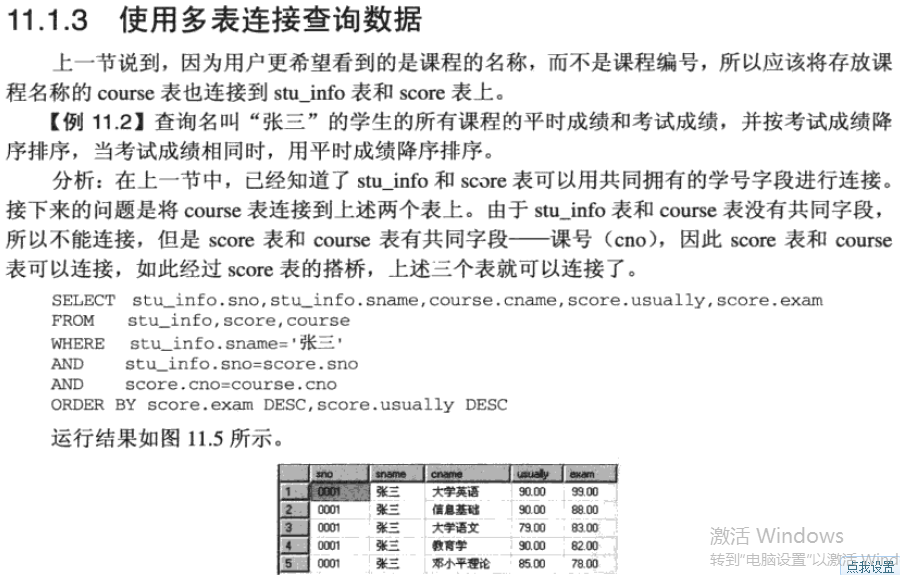 11.1.3 使用多表连接查询数据
上一节说到，因为用户更希望看到的是课程的名称，而不是课程编号，所以应该将存放课
程名称的 course 表也连接到 stu_info 表和 score 表上。
【例 11.2】查询名叫“张三”的学生的所有课程的平时成绩和考试成绩，并按考试成绩降
序排序，当考试成绩相同时，用平时成绩降序排序。
分析：在上一节中，已经知道了 stu_info 和 score 表可以用共同拥有的学号字段进行连接。
接下来的问题是将 course 表连接到上述两个表上。由于 stu_info 表和 course 表没有共同字段，
所以不能连接，但是 score 表和 course 表有共同字段——课号（cno），因此 score 表和 course
表可以连接，如此经过 score 表的搭桥，上述三个表就可以连接了。
SELECT stu_info.sno,stu_info.sname,course.cname,score.usually,score.exam
FROM stu_info,score,course
WHERE stu_info.sname='张三'
AND stu_info.sno=score.sno
AND score.cno=course.cno
ORDER BY score.exam DESC,score.usually DESC
运行结果如图 11.5 所示。
sno sname cname usually exam
1 0001 张三 大学英语 90.00 99.00
2 0001 张三 信息基础 90.00 88.00
3 0001 张三 大学语文 79.00 83.00
4 0001 张三 教育学 90.00 82.00
5 0001 张三 邓小平理论 85.00 78.00
激活 Windows
转到“电脑设置”以激活 Wind
点我设置